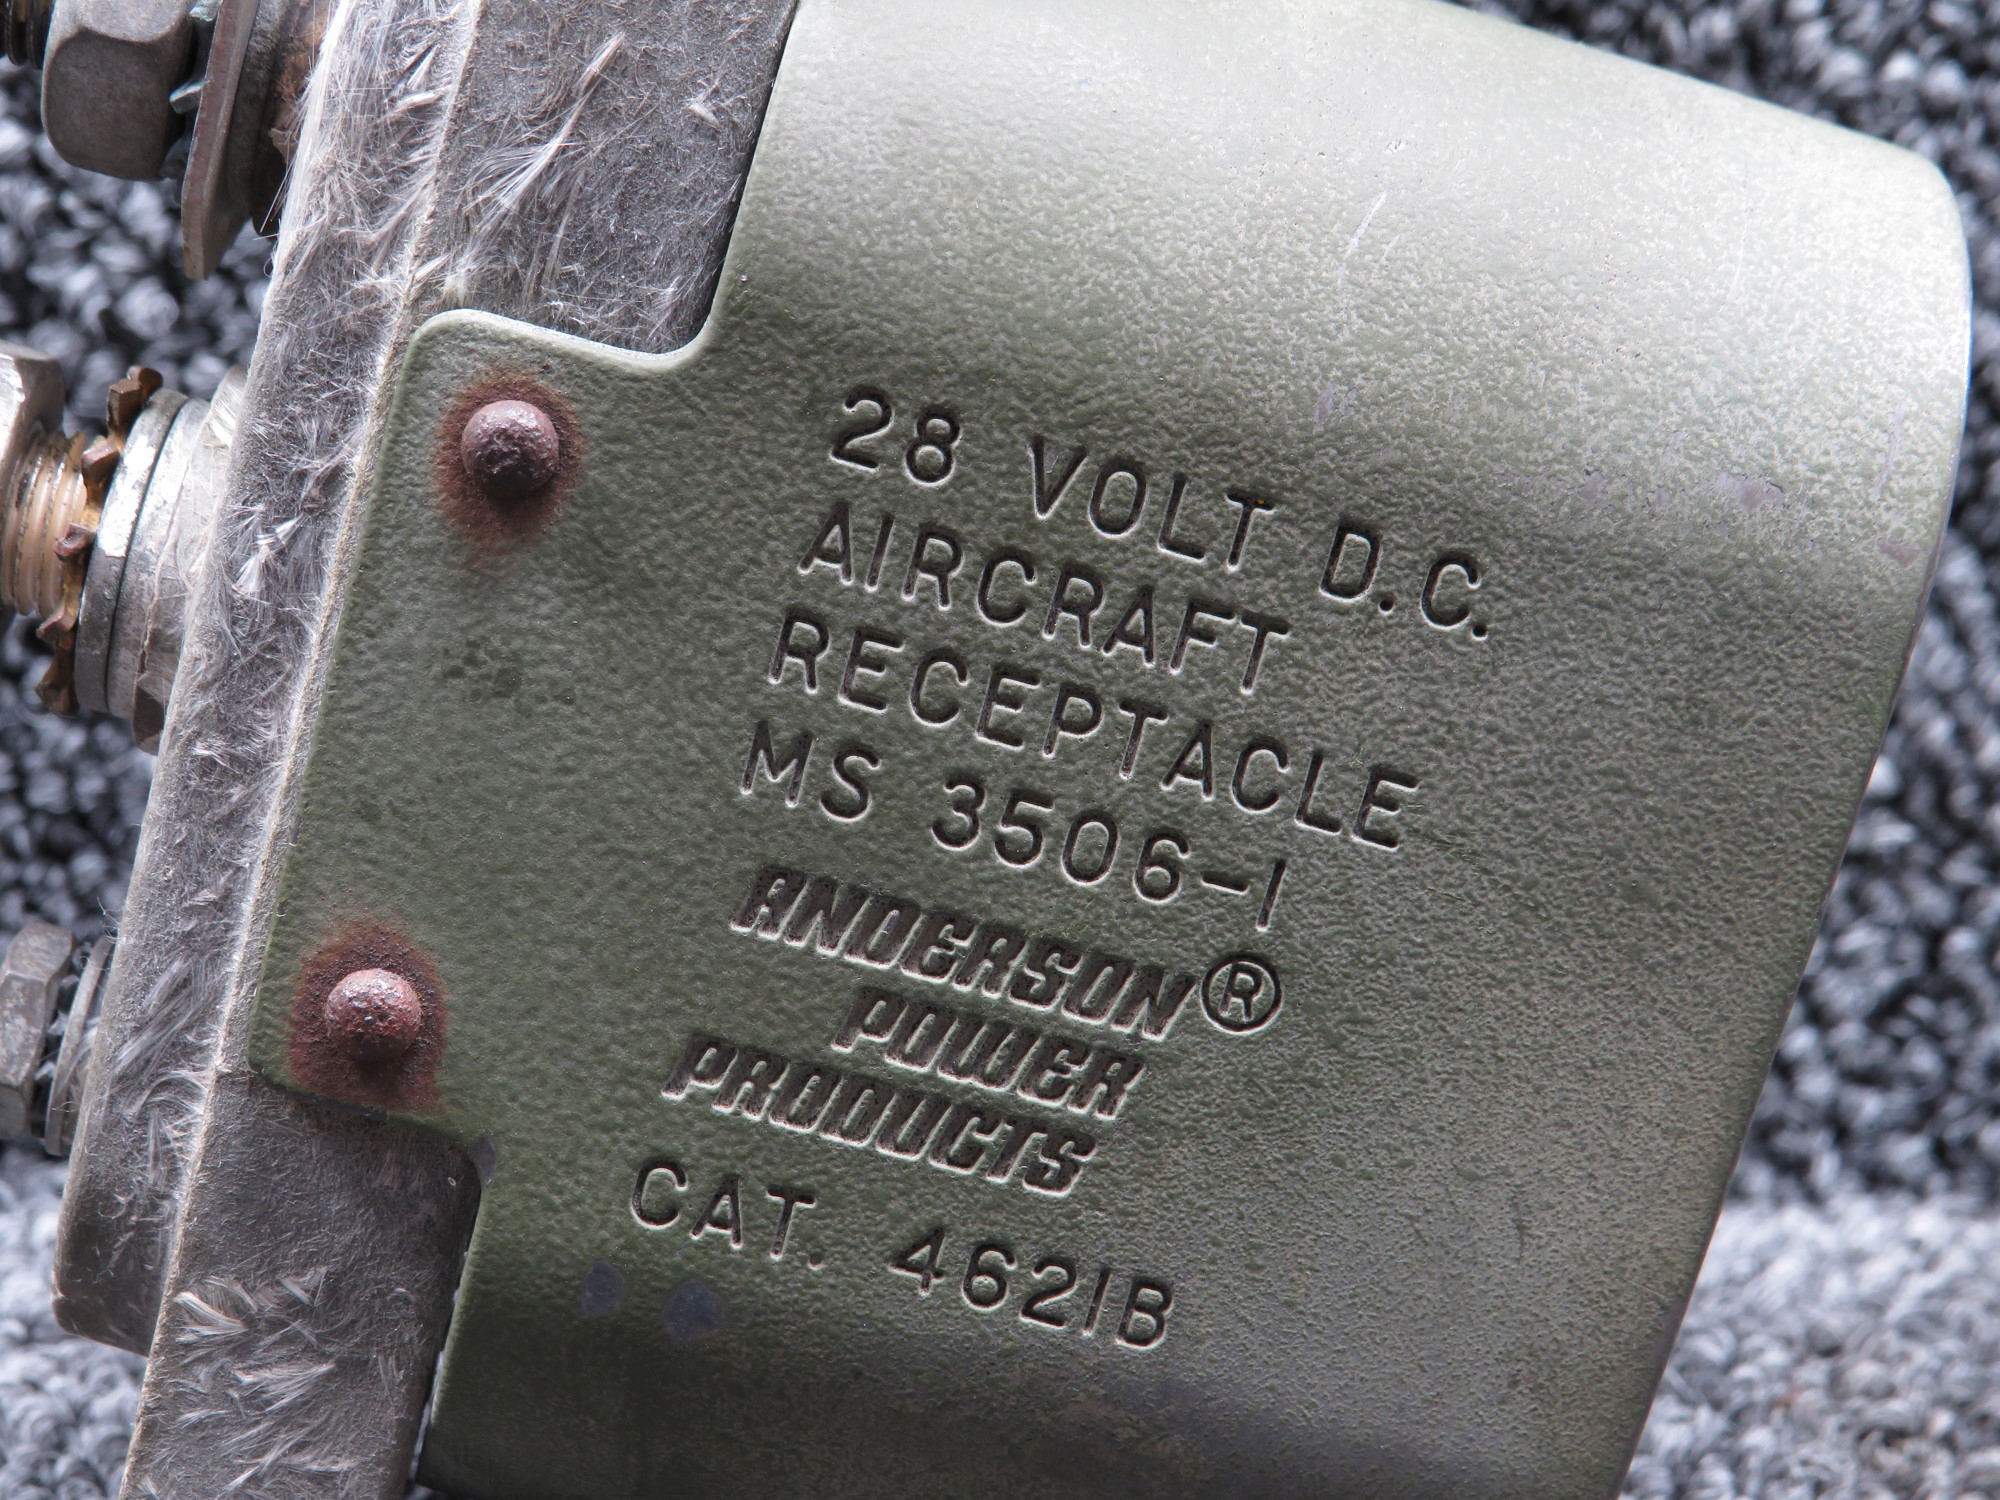 28 VOLT D.C.
AIRCRAFT
RECEPTACLE
MS 3506-1
ANDERSON®
POWER
PRODUCTS
CAT. 4621B